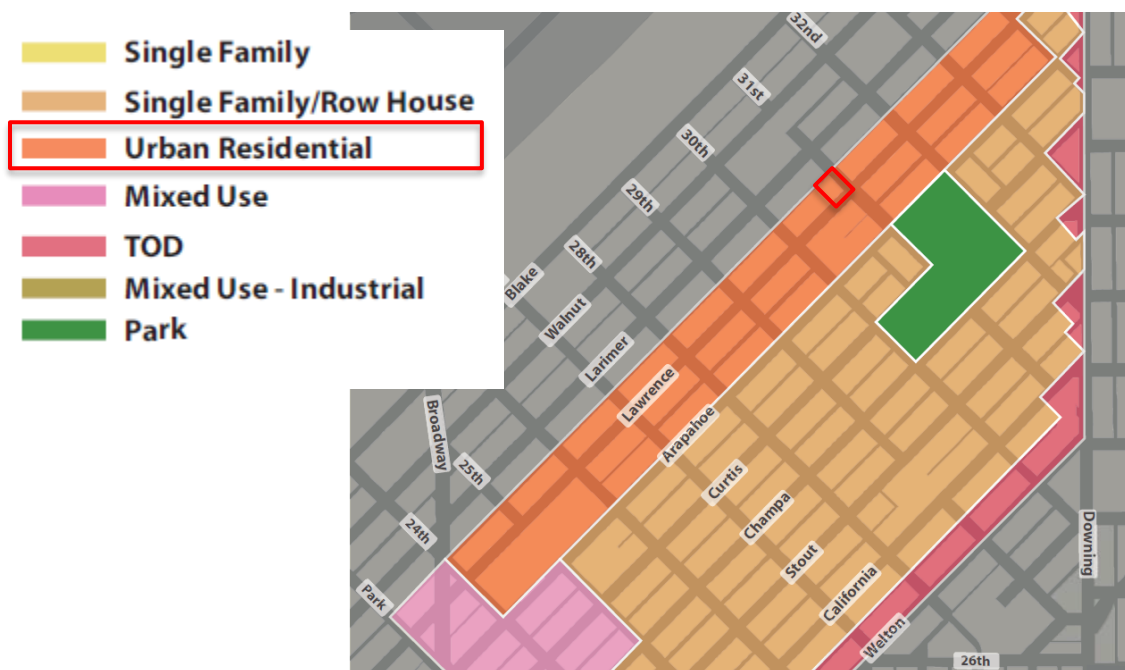 Single Family
Single Family/Row House
Urban Residential
Mixed Use
TOD
Mixed Use - Industrial
Park
32nd
31st
30th
29th
28th
Blake
Walnut
Larimer
Lawrence
Arapahoe
Broadway
25th
Curtis
Champa
24th
Stout
Downing
California
Park
Welton
26th